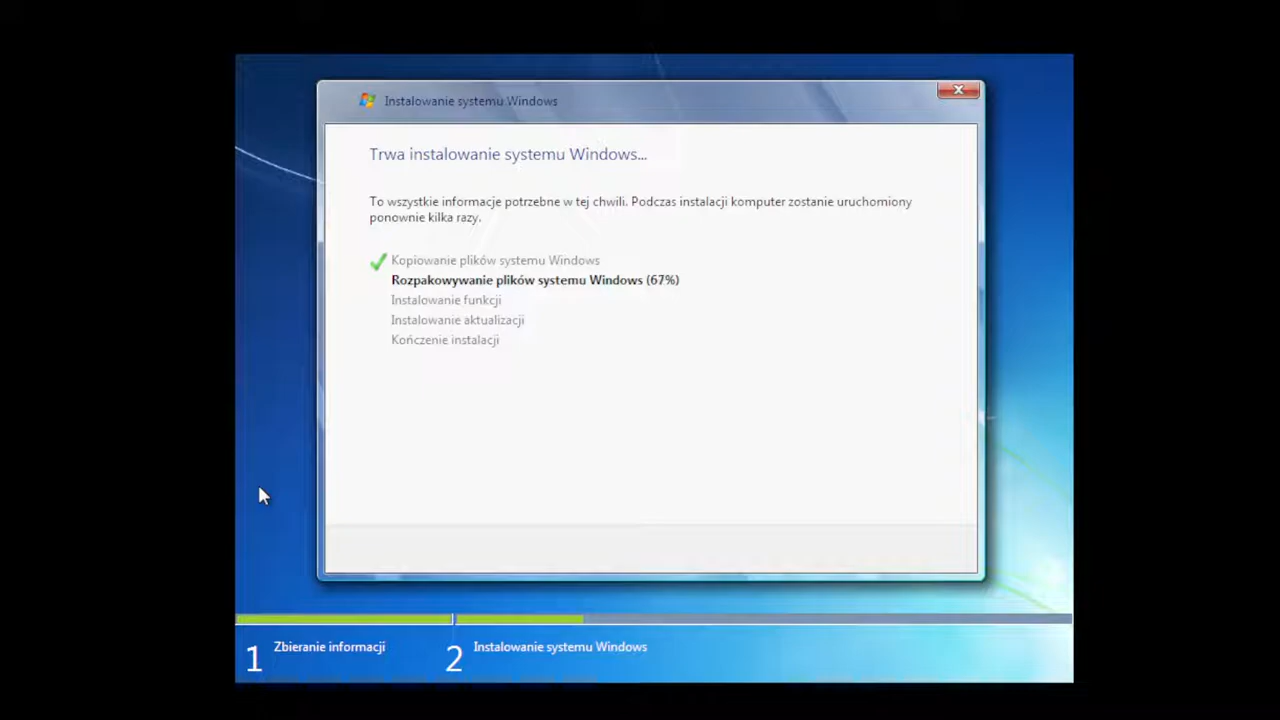 Instalowanie systemu Windows
Trwa instalowanie systemu Windows...
To wszystkie informacje potrzebne w tej chwili. Podczas instalacji komputer zostanie uruchomiony
ponownie kilka razy.
Kopiowanie plików systemu Windows
Rozpakowywanie plików systemu Windows (67%)
Instalowanie funkcji
Instalowanie aktualizacji
Kończenie instalacji
1 Zbieranie informacji
2 Instalowanie systemu Windows